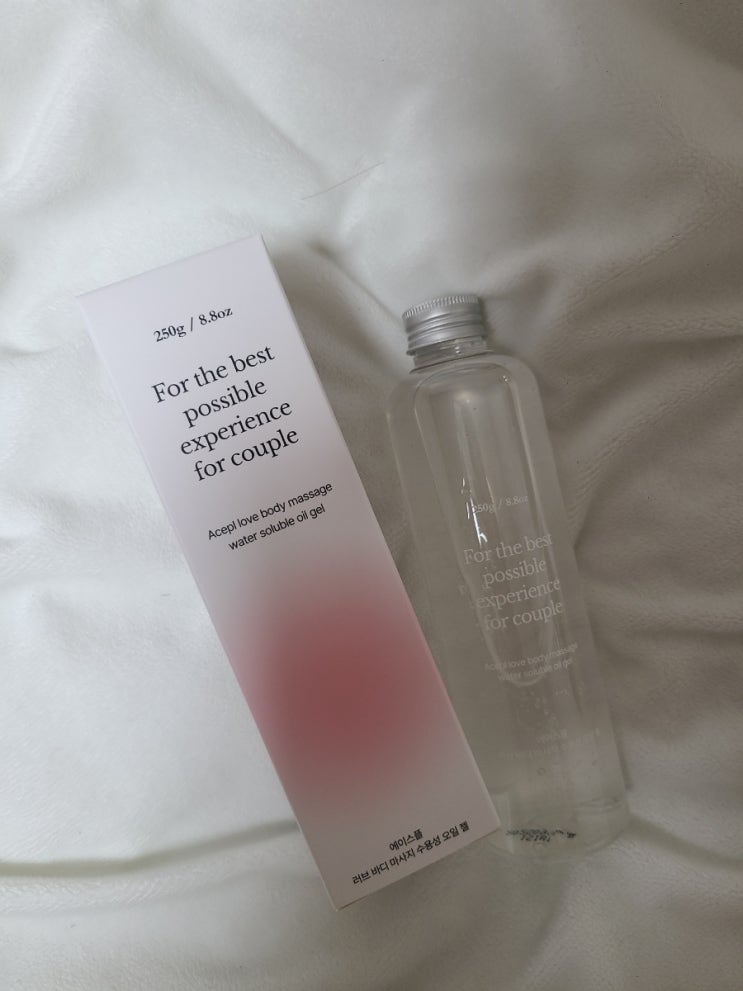 250g / 8.8oz
For the best
possible
experience
for couple
Acepl love body massage
water soluble oil gel
에이스플
러브 바디 마사지 수용성 오일 젤
250g / 8.8oz
For the best
possible
experience
for couple
Acepl love body massage
water soluble oil gel